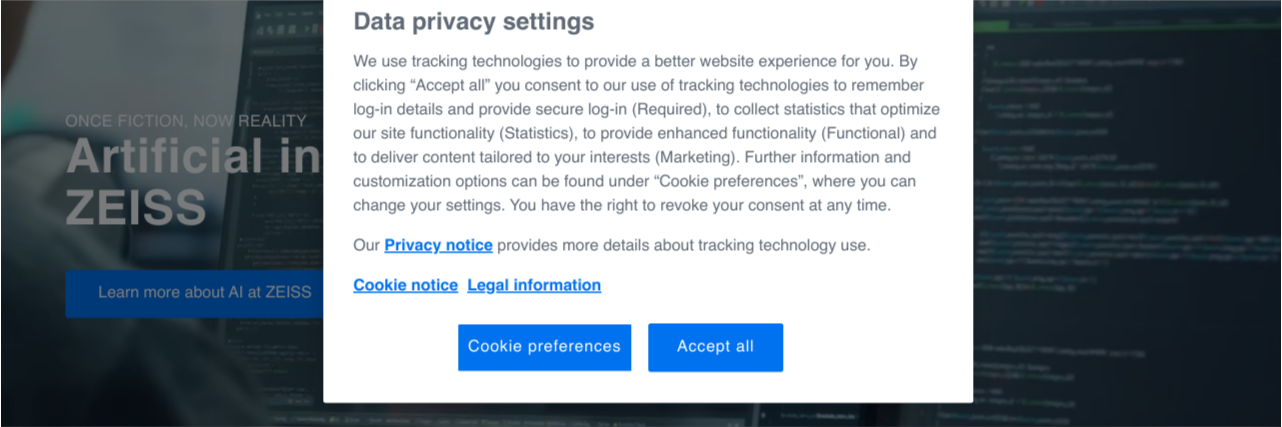 Data privacy settings
We use tracking technologies to provide a better website experience for you. By
clicking “Accept all” you consent to our use of tracking technologies to remember
log-in details and provide secure log-in (Required), to collect statistics that optimize
our site functionality (Statistics), to provide enhanced functionality (Functional) and
to deliver content tailored to your interests (Marketing). Further information and
customization options can be found under “Cookie preferences”, where you can
change your settings. You have the right to revoke your consent at any time.
Our Privacy notice provides more details about tracking technology use.
Cookie notice Legal information
Cookie preferences Accept all
ONCE FICTION, NOW REALITY
Artificial in
ZEISS
Learn more about AI at ZEISS